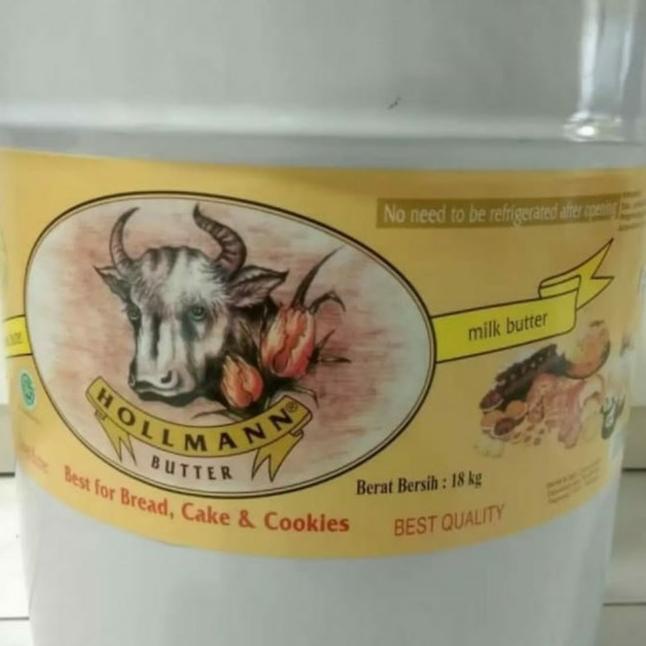 No need to be refrigerated after opening
milk butter
HOLLMANN®
BUTTER
Berat Bersih : 18 kg
Best for Bread, Cake & Cookies
BEST QUALITY